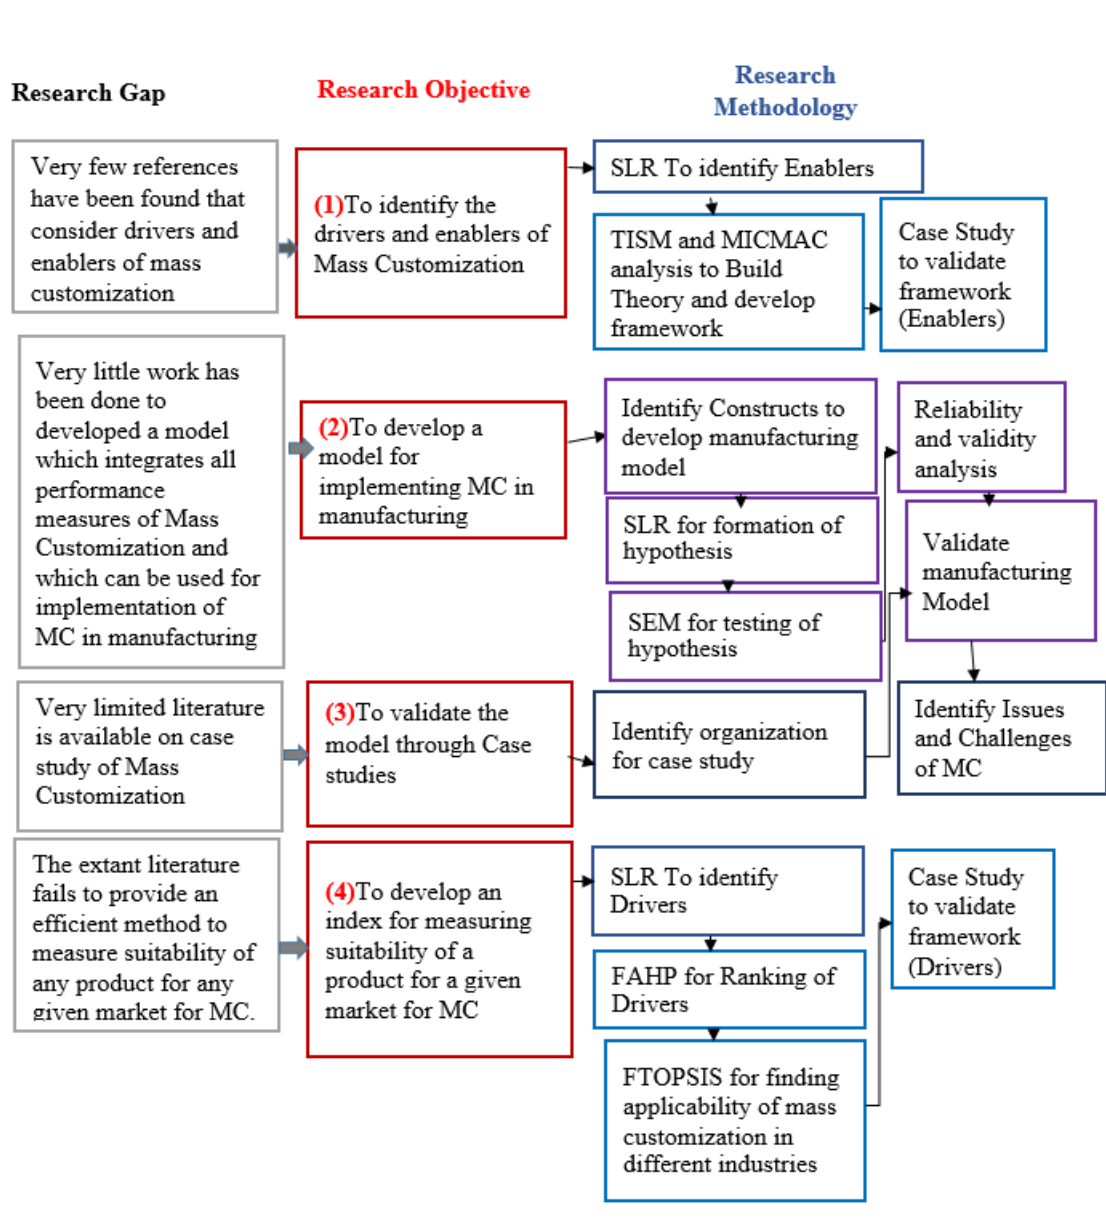 Research Gap
Research Objective
Research
Methodology
Very few references
have been found that
consider drivers and
enablers of mass
customization
(1)To identify the
drivers and enablers of
Mass Customization
SLR To identify Enablers
TISM and MICMAC
analysis to Build
Theory and develop
framework
Case Study
to validate
framework
(Enablers)
Very little work has
been done to
developed a model
which integrates all
performance
measures of Mass
Customization and
which can be used for
implementation of
MC in manufacturing
(2)To develop a
model for
implementing MC in
manufacturing
Identify Constructs to
develop manufacturing
model
SLR for formation of
hypothesis
SEM for testing of
hypothesis
Reliability
and validity
analysis
Validate
manufacturing
Model
Very limited literature
is available on case
study of Mass
Customization
(3)To validate the
model through Case
studies
Identify organization
for case study
Identify Issues
and Challenges
of MC
The extant literature
fails to provide an
efficient method to
measure suitability of
any product for any
given market for MC.
(4)To develop an
index for measuring
suitability of a
product for a given
market for MC
SLR To identify
Drivers
FAHP for Ranking of
Drivers
FTOPSIS for finding
applicability of mass
customization in
different industries
Case Study
to validate
framework
(Drivers)